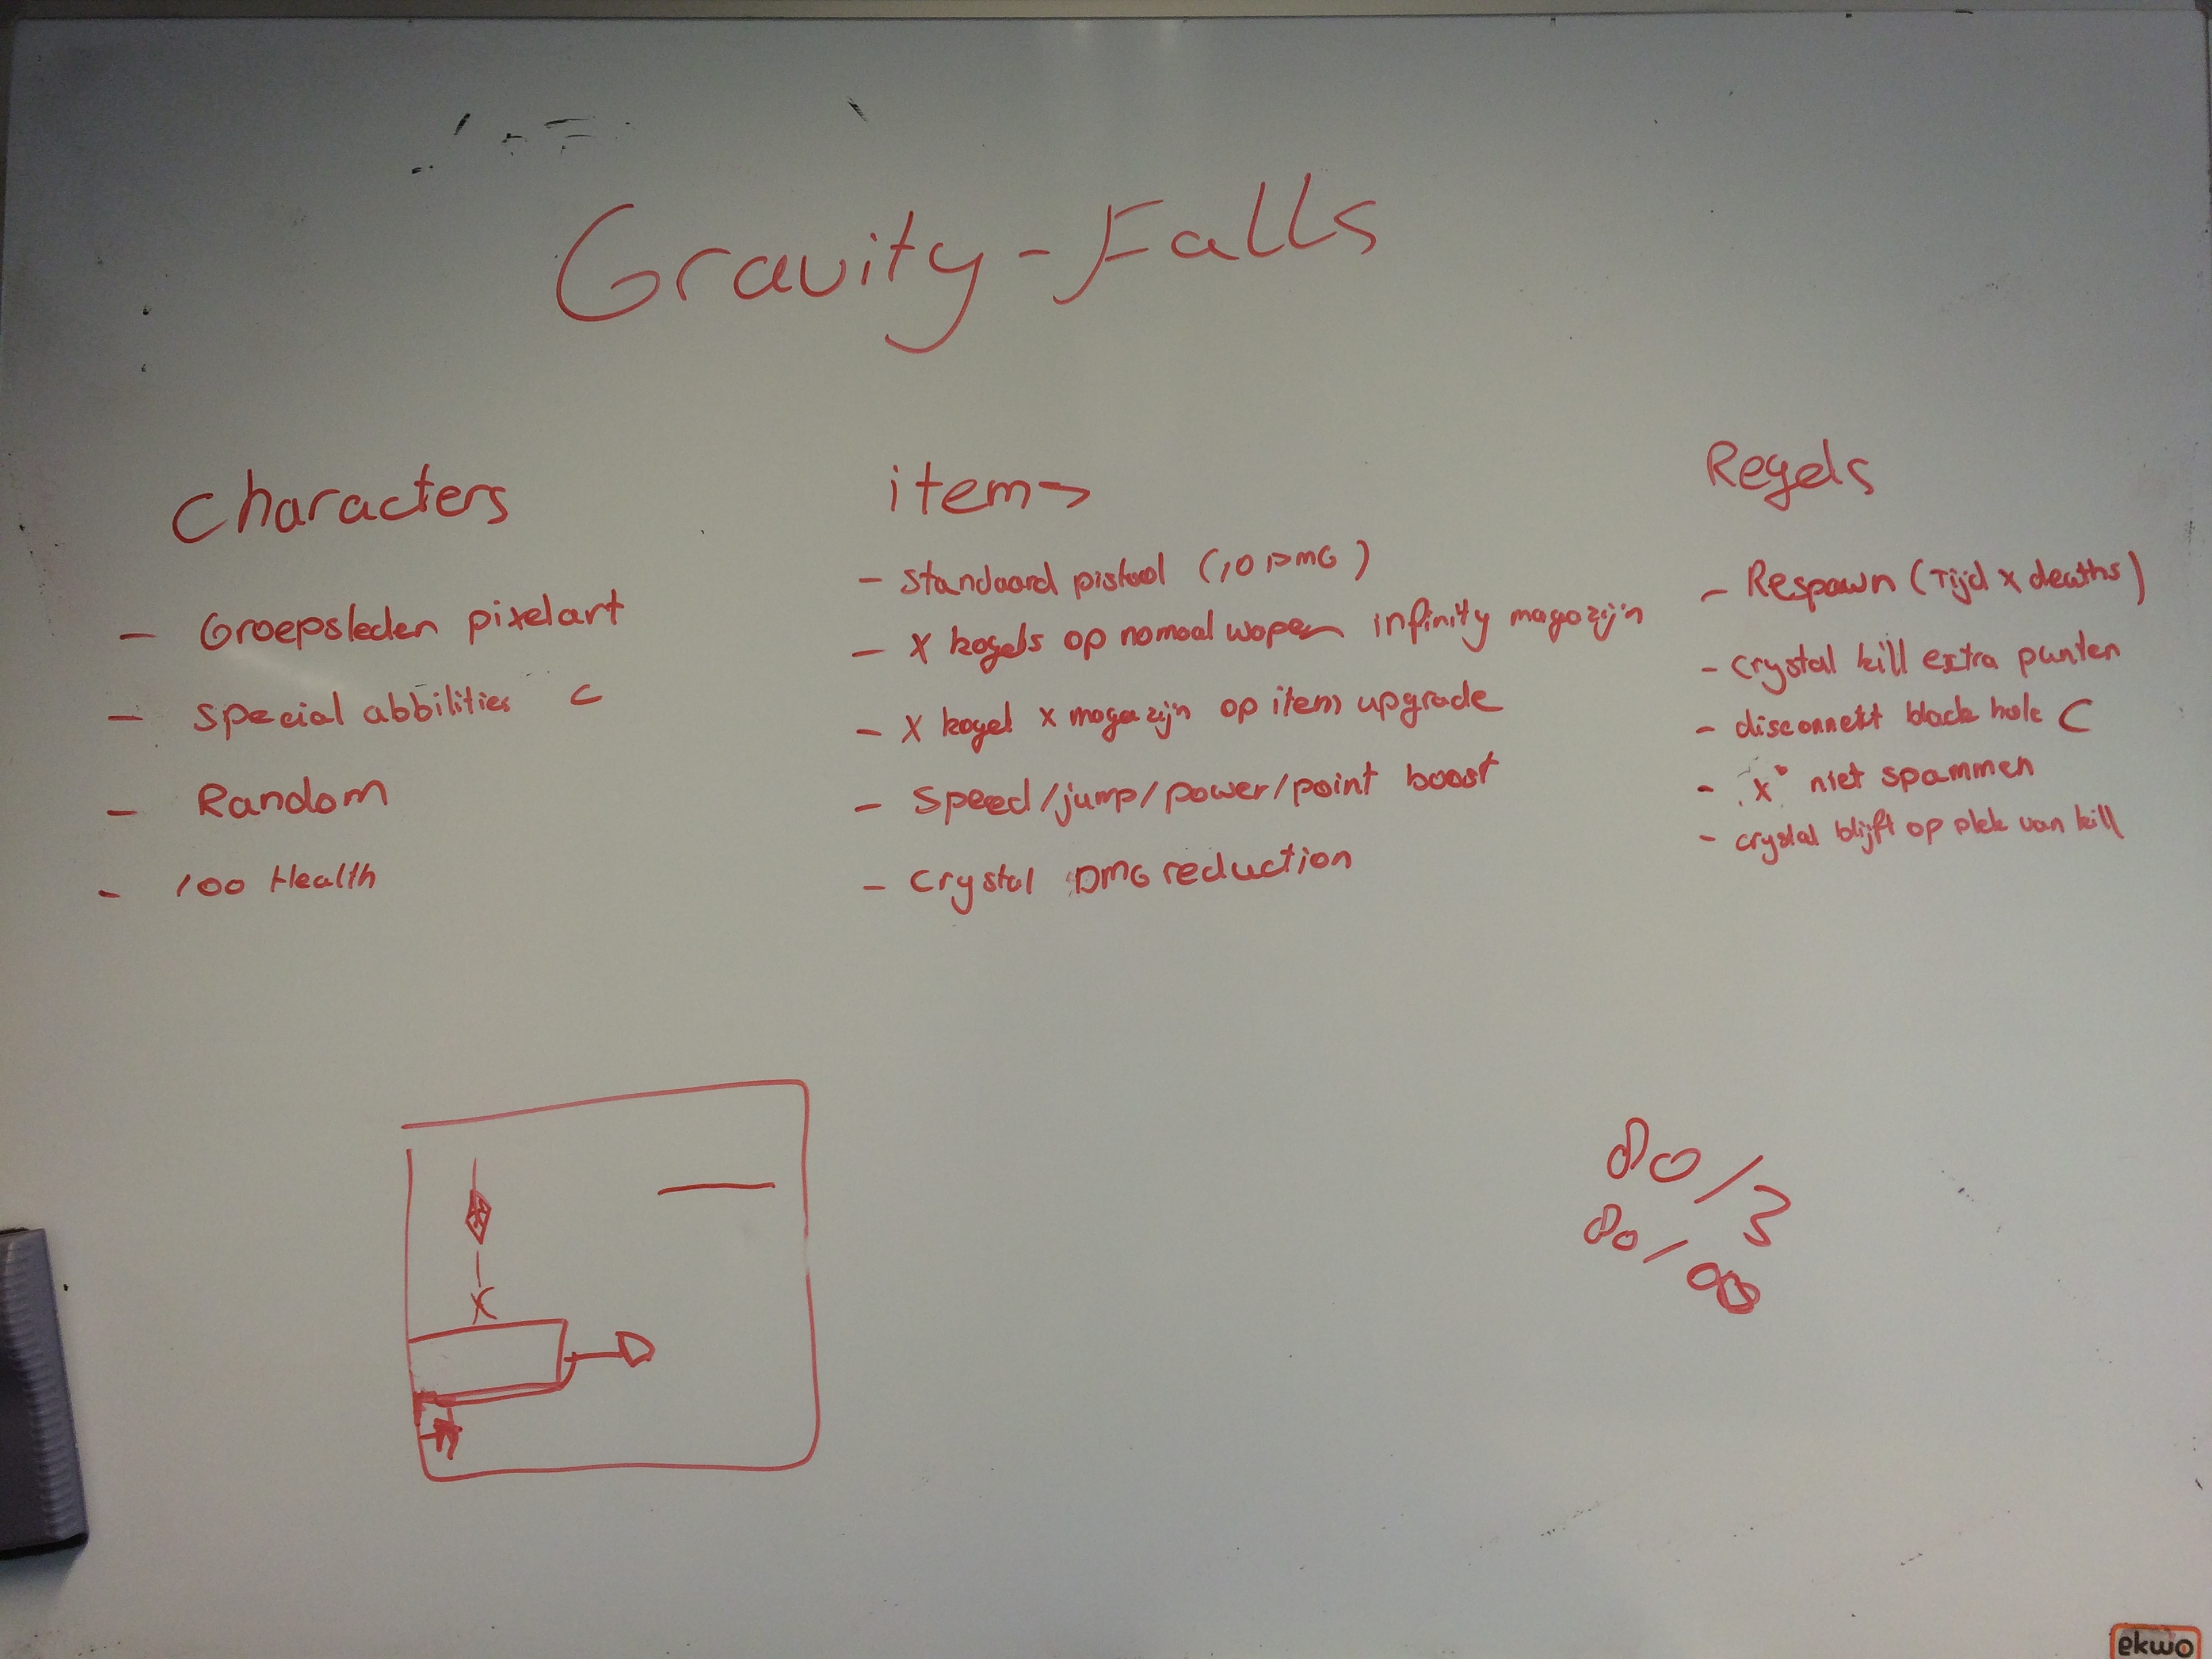 Gravity-Falls
Characters
- Groepsleden pixelart
- Special abbilities C
- Random
- 100 Health
items
- Standaard pistool (10 DMG)
- X kogels op nomaal wapen infinity magazijn
- X kogel x magazijn op item upgrade
- Speed/jump/power/point boost
- Crystal DMG reduction
Regels
- Respawn (Tijd x deaths)
- Crystal kill extra punten
- disconnect black hole C
- "X" niet spammen
- crystal blijft op plek van kill
X
80/3
80/∞
ekwo